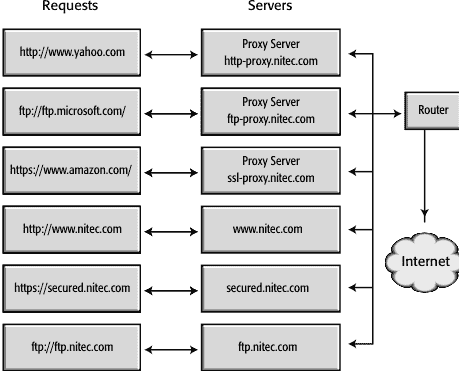 Requests
Servers
http://www.yahoo.com
Proxy Server
http-proxy.nitec.com
ftp://ftp.microsoft.com/
Proxy Server
ftp-proxy.nitec.com
Router
https://www.amazon.com/
Proxy Server
ssl-proxy.nitec.com
http://www.nitec.com
www.nitec.com
Internet
https://secured.nitec.com
secured.nitec.com
ftp://ftp.nitec.com
ftp.nitec.com